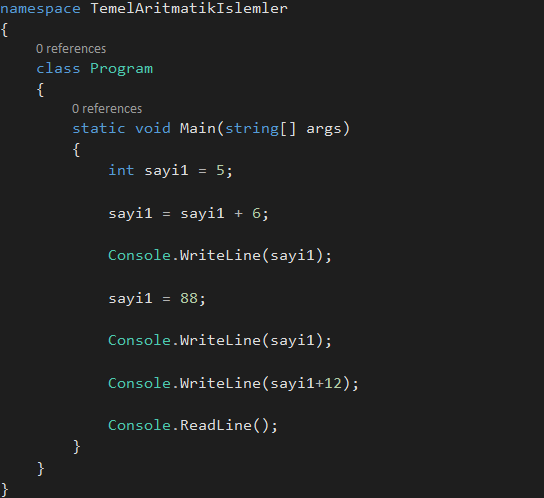 namespace TemelAritmatikIslemler
{
0 references
class Program
{
0 references
static void Main(string[] args)
{
int sayi1 = 5;
sayi1 = sayi1 + 6;
Console.WriteLine(sayi1);
sayi1 = 88;
Console.WriteLine(sayi1);
Console.WriteLine(sayi1+12);
Console.ReadLine();
}
}
}